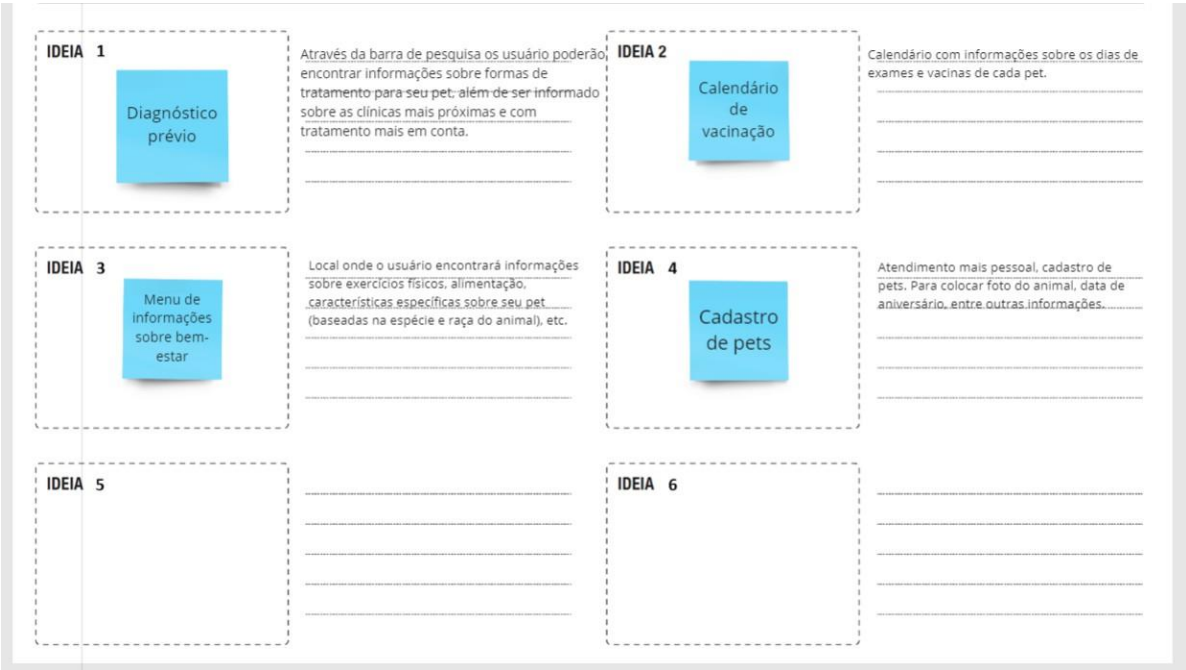 IDEIA 1
Diagnóstico
prévio
Através da barra de pesquisa os usuário poderão
encontrar informações sobre formas de
tratamento para seu pet, além de ser informado
sobre as clínicas mais próximas e com
tratamento mais em conta.
IDEIA 2
Calendário
de
vacinação
Calendário com informações sobre os dias de
exames e vacinas de cada pet.
IDEIA 3
Menu de
informações
sobre bem-
estar
Local onde o usuário encontrará informações
sobre exercícios físicos, alimentação,
características específicas sobre seu pet
(baseadas na espécie e raça do animal), etc.
IDEIA 4
Cadastro
de pets
Atendimento mais pessoal, cadastro de
pets. Para colocar foto do animal, data de
aniversário, entre outras informações.
IDEIA 5
IDEIA 6